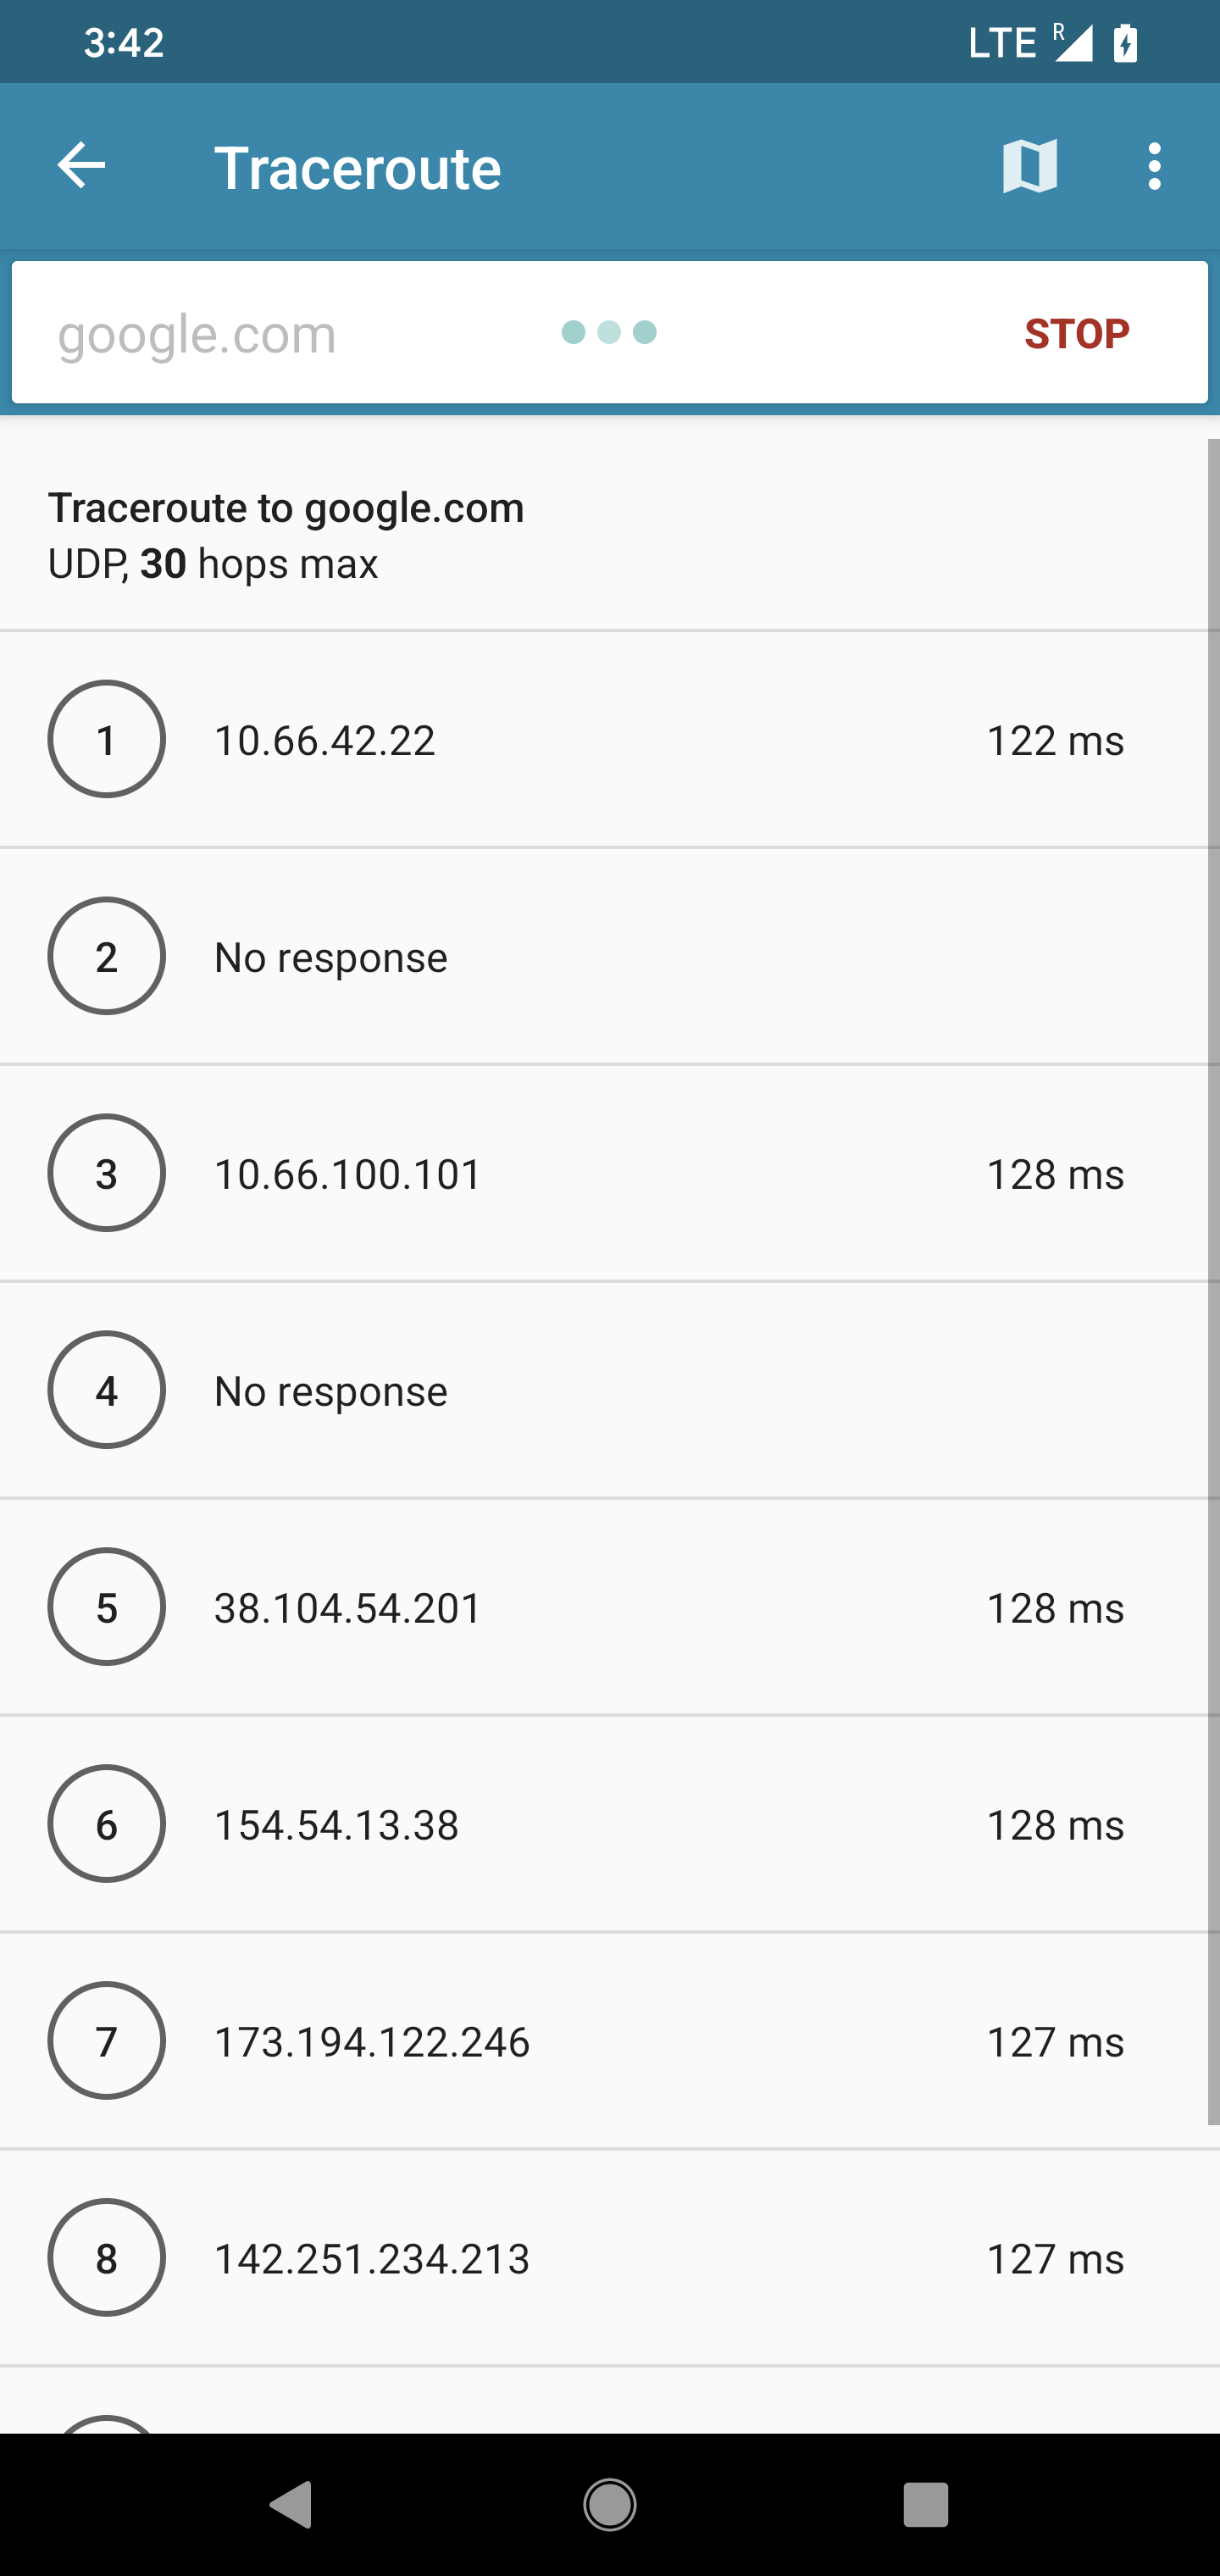 3:42 LTE R
Traceroute
google.com STOP
Traceroute to google.com
UDP, 30 hops max
1 10.66.42.22 122 ms
2 No response
3 10.66.100.101 128 ms
4 No response
5 38.104.54.201 128 ms
6 154.54.13.38 128 ms
7 173.194.122.246 127 ms
8 142.251.234.213 127 ms